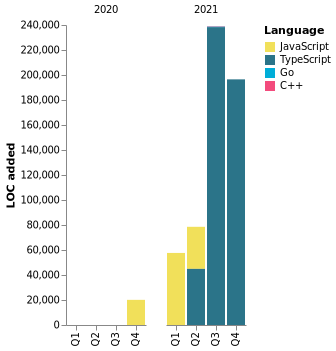 2020 2021
Language
JavaScript
TypeScript
Go
C++
LOC added
240,000
220,000
200,000
180,000
160,000
140,000
120,000
100,000
80,000
60,000
40,000
20,000
0
Q1 Q2 Q3 Q4 Q1 Q2 Q3 Q4